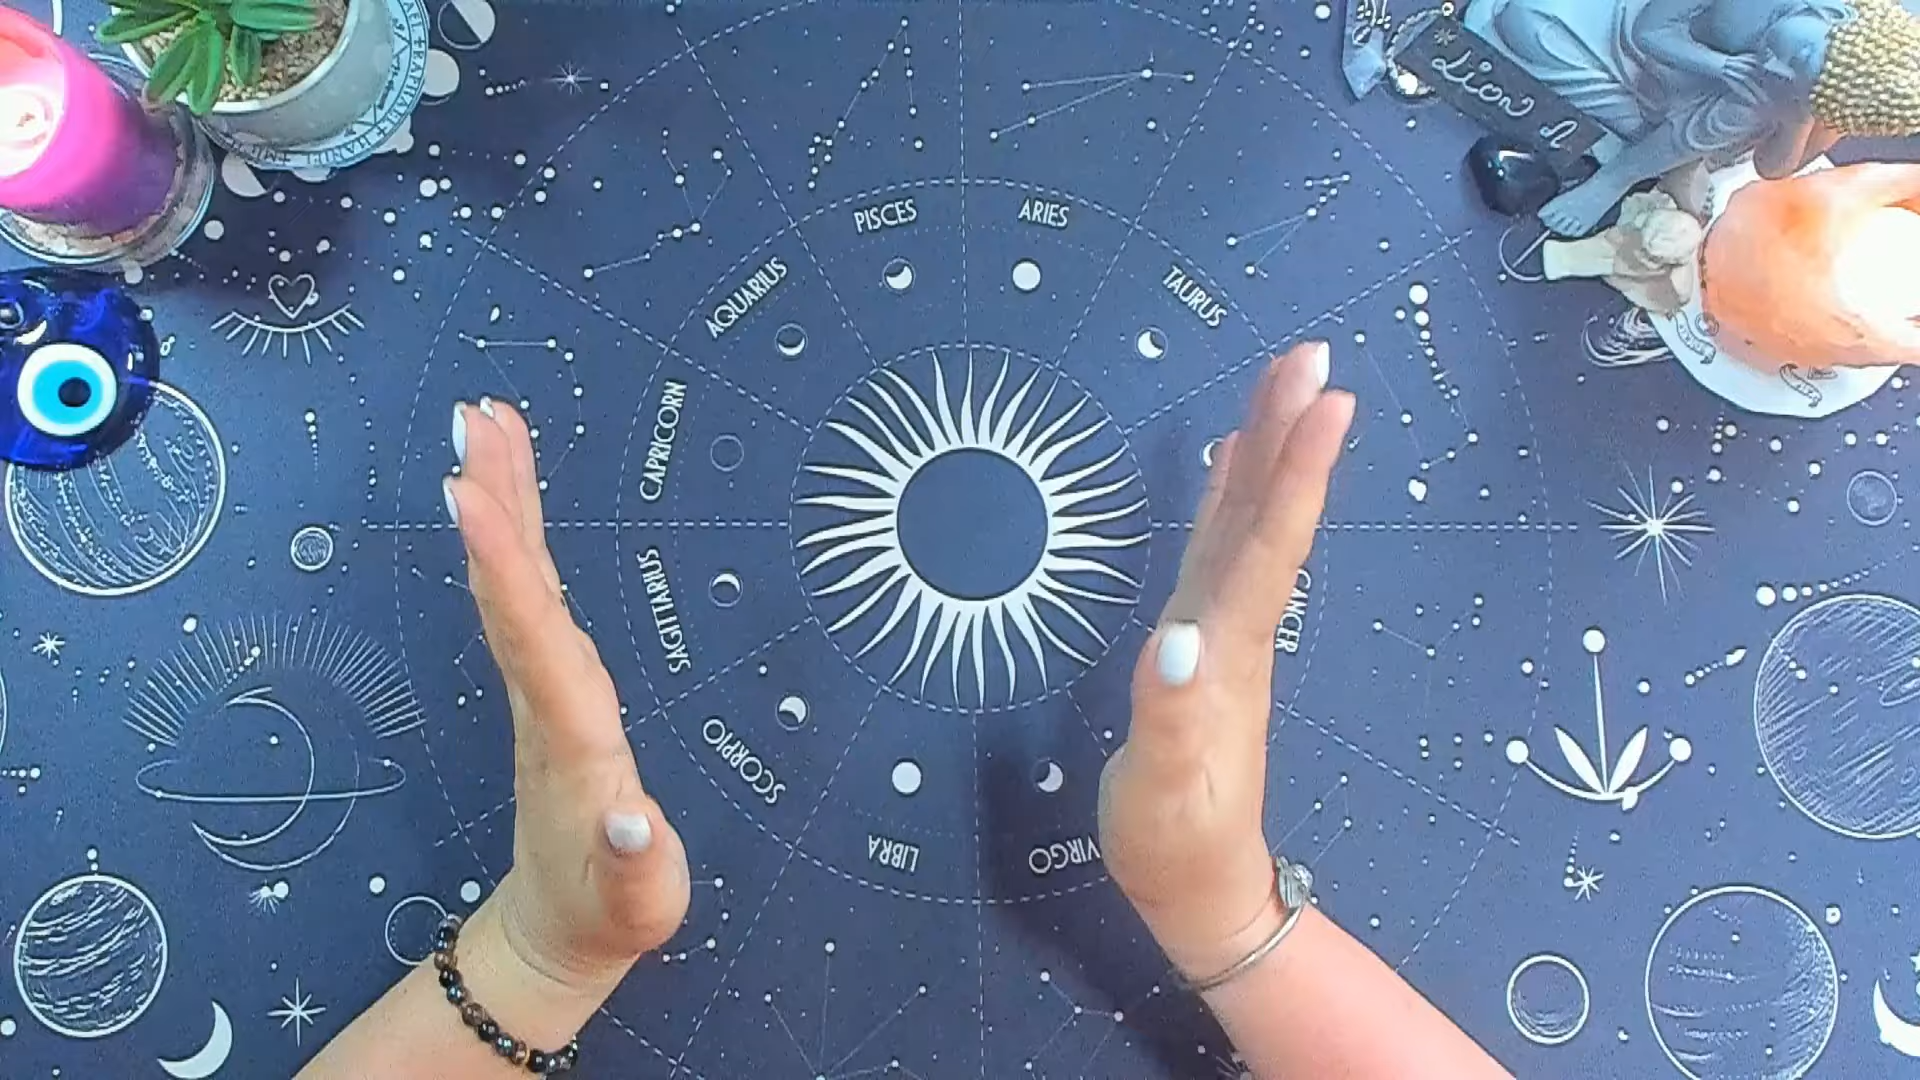 Lion
PISCES
ARIES
AQUARIUS
TAURUS
CAPRICORN
SAGITTARIUS
CANCER
SCORPIO
LIBRA
VIRGO